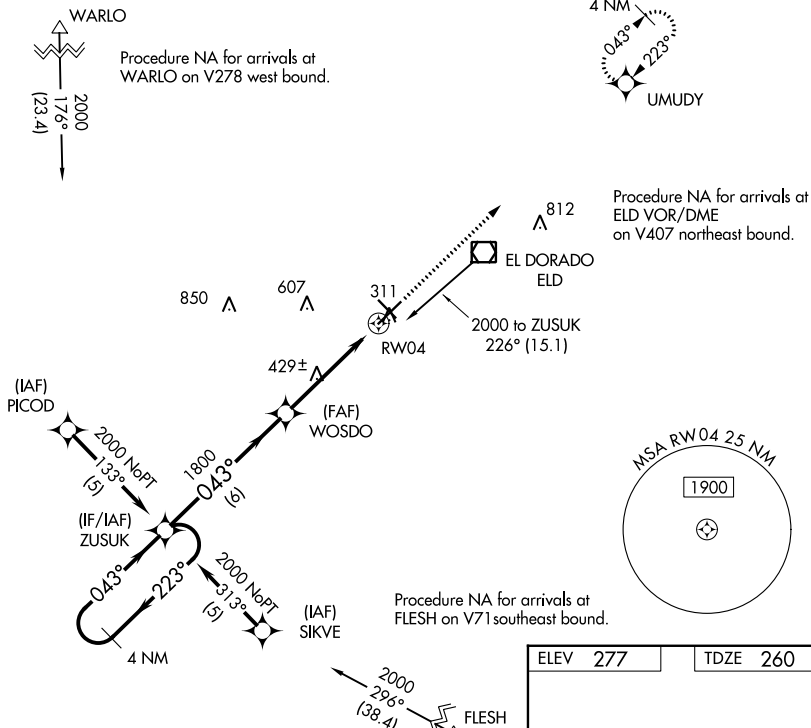 WARLO
Procedure NA for arrivals at
WARLO on V278 west bound.
2000
176°
(23.4)
4 NM
043°
223°
UMUDY
812
Procedure NA for arrivals at
ELD VOR/DME
on V407 northeast bound.
EL DORADO
ELD
850
607
311
RW04
2000 to ZUSUK
226° (15.1)
429±
(FAF)
WOSDO
(IAF)
PICOD
2000 NoPT
133°
(5)
1800
043°
(6)
(IF/IAF)
ZUSUK
043°
223°
4 NM
2000 NoPT
313°
(5)
(IAF)
SIKVE
MSA RW04 25 NM
1900
Procedure NA for arrivals at
FLESH on V71southeast bound.
2000
296°
(38.4)
FLESH
ELEV 277
TDZE 260